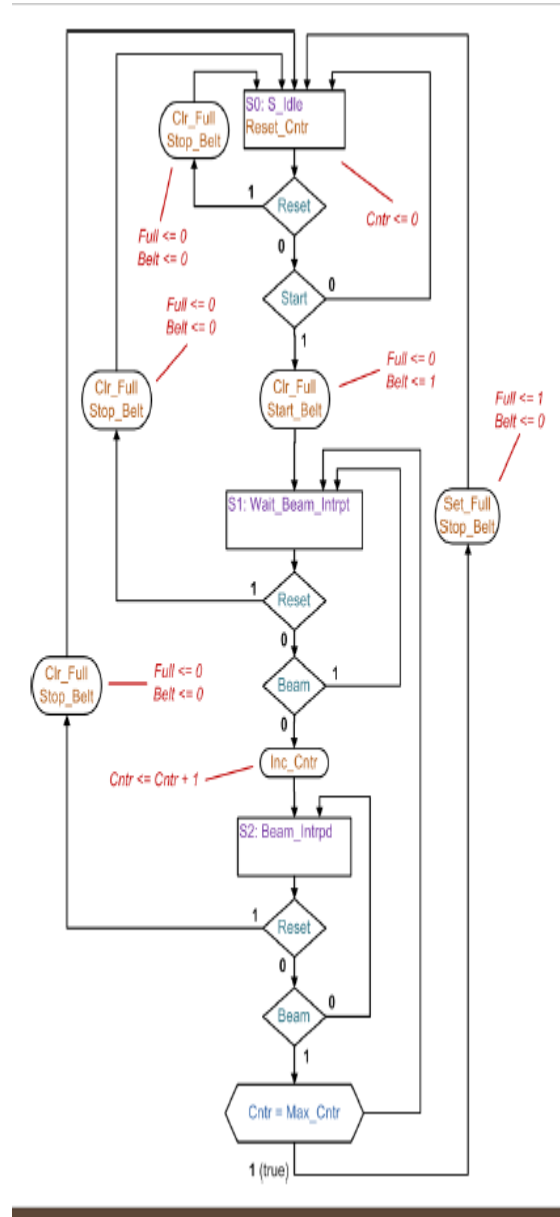 S0: S_Idle
Reset_Cntr
Clr_Full
Stop_Belt
1
Reset
Cntr <= 0
0
Full <= 0
Belt <= 0
Start
0
1
Full <= 0
Belt <= 0
Clr_Full
Stop_Belt
Clr_Full
Start_Belt
Full <= 0
Belt <= 1
Full <= 1
Belt <= 0
S1: Wait_Beam_Intrpt
Set_Full
Stop_Belt
1
Reset
0
Clr_Full
Stop_Belt
Full <= 0
Belt <= 0
Beam
1
0
Cntr <= Cntr + 1
Inc_Cntr
S2: Beam_Intrpd
1
Reset
0
Beam
0
1
Cntr = Max_Cntr
1 (true)